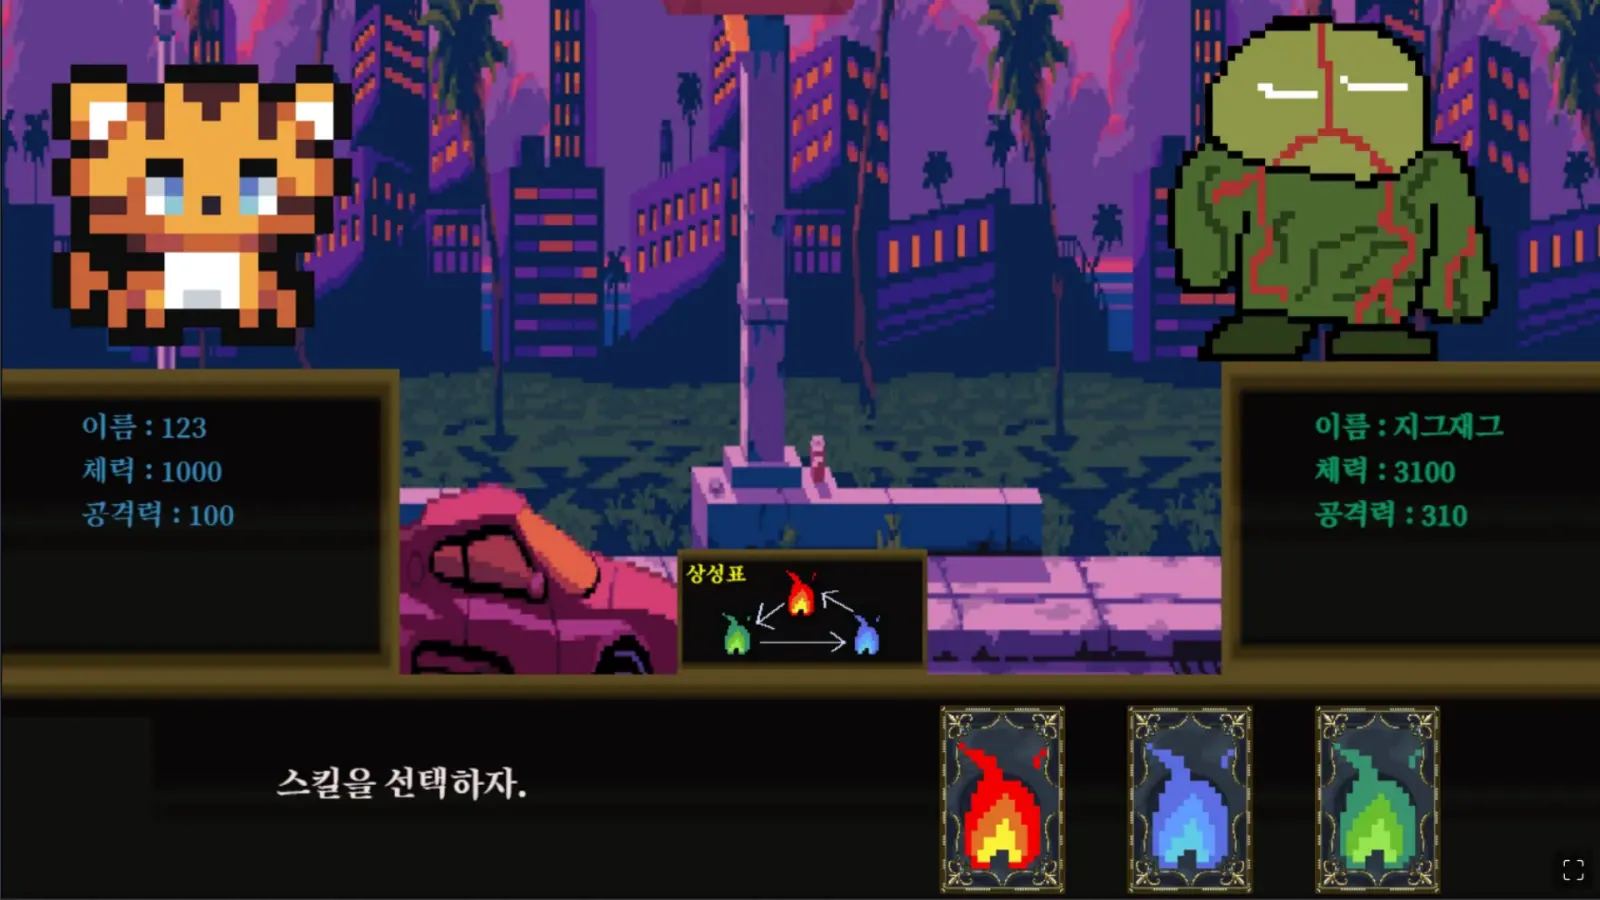 이름 : 123
체력 : 1000
공격력 : 100
이름 : 지그재그
체력 : 3100
공격력 : 310
상성표
스킬을 선택하자.